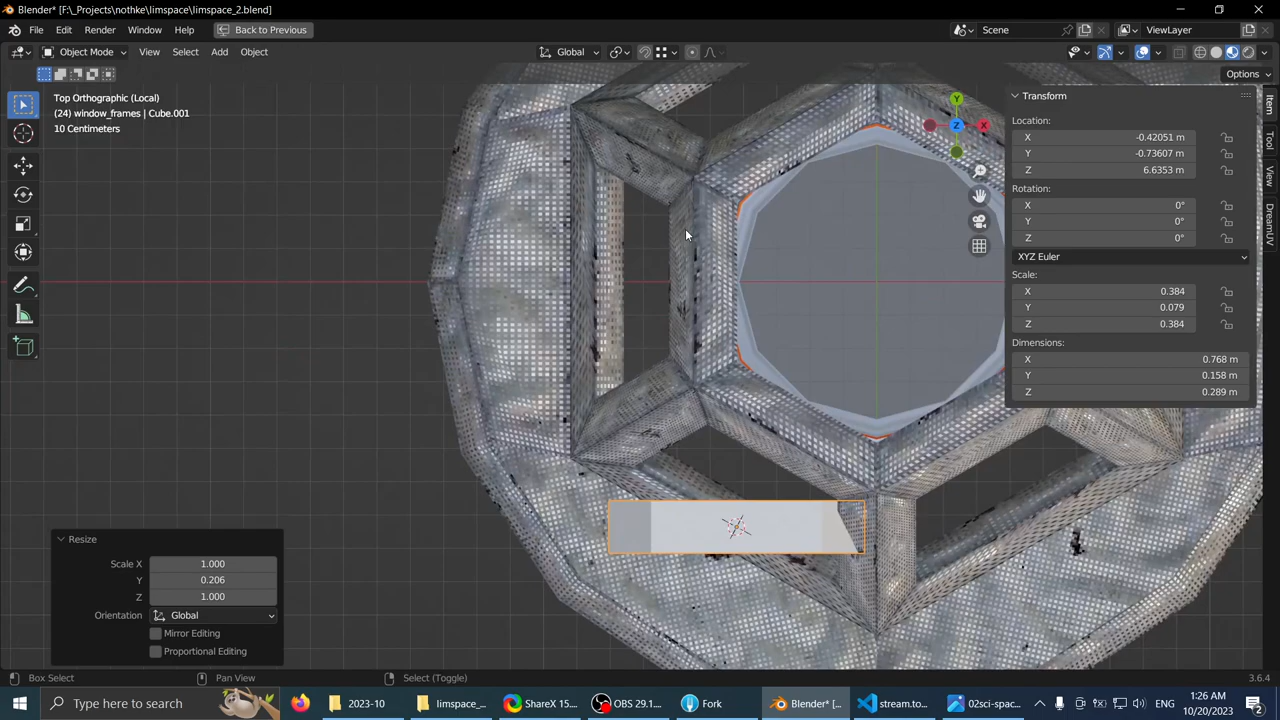 Blender* [F:\_Projects\nothke\limspace\limspace_2.blend]
File Edit Render Window Help Back to Previous Scene ViewLayer
Object Mode View Select Add Object Global
Options
Top Orthographic (Local)
(24) window_frames | Cube.001
10 Centimeters
Y
X
Z
Transform
Location:
X -0.42051 m
Y -0.73607 m
Z 6.6353 m
Rotation:
X 0°
Y 0°
Z 0°
XYZ Euler
Scale:
X 0.384
Y 0.079
Z 0.384
Dimensions:
X 0.768 m
Y 0.158 m
Z 0.289 m
Item
Tool
View
DreamUV
Resize
Scale X 1.000
Y 0.206
Z 1.000
Orientation Global
Mirror Editing
Proportional Editing
Box Select Pan View Select (Toggle) 3.6.4
Type here to search 2023-10 limspace_... ShareX 15.... OBS 29.1.... Fork Blender* [... stream.to... 02sci-spac... 1:26 AM
10/20/2023 2